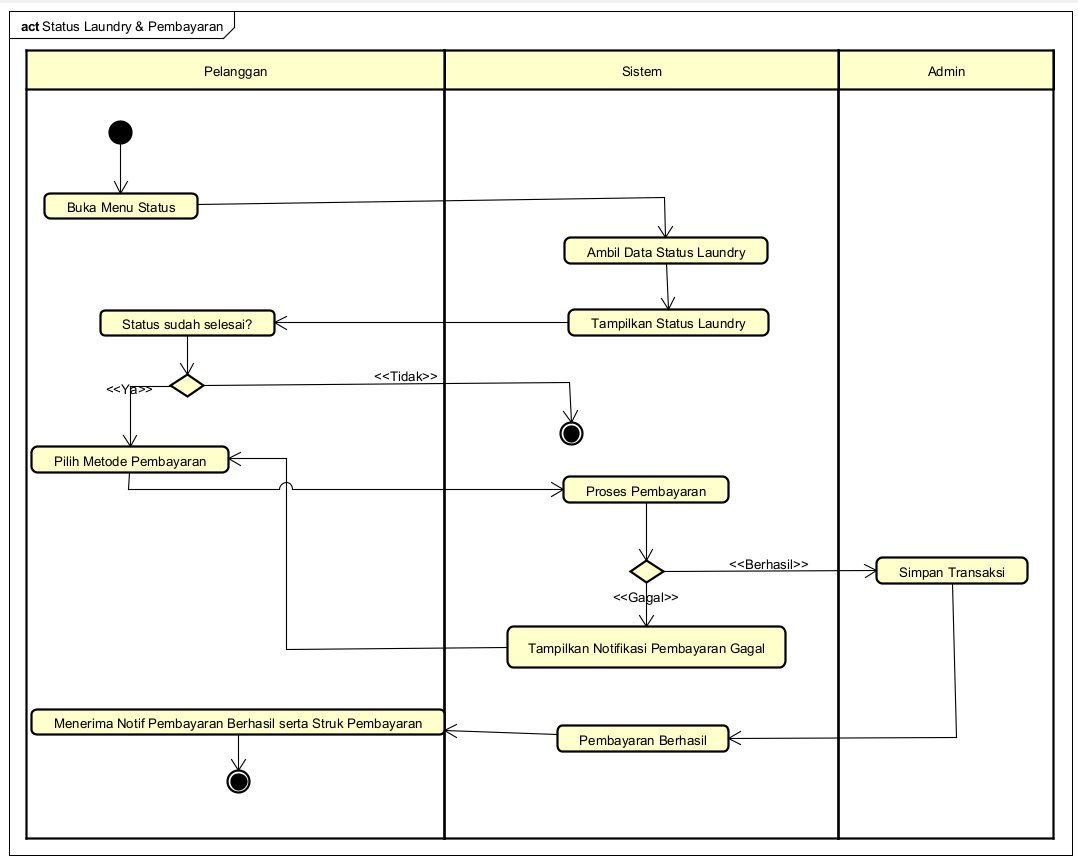 act Status Laundry & Pembayaran
Pelanggan
Sistem
Admin
Buka Menu Status
Ambil Data Status Laundry
Status sudah selesai?
Tampilkan Status Laundry
<<Tidak>>
<<Ya>>
Pilih Metode Pembayaran
Proses Pembayaran
<<Berhasil>>
Simpan Transaksi
<<Gagal>>
Tampilkan Notifikasi Pembayaran Gagal
Menerima Notif Pembayaran Berhasil serta Struk Pembayaran
Pembayaran Berhasil